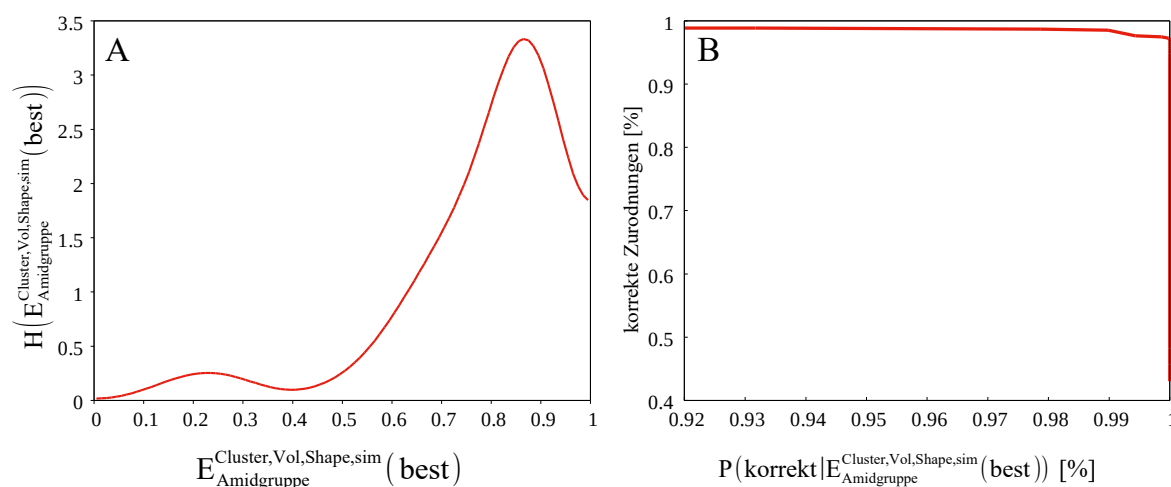 A
H(E_Amidgruppe^Cluster,Vol,Shape,sim(best))
3.5
3
2.5
2
1.5
1
0.5
0
0 0.1 0.2 0.3 0.4 0.5 0.6 0.7 0.8 0.9 1
E_Amidgruppe^Cluster,Vol,Shape,sim(best)
B
korrekte Zurodnungen [%]
1
0.9
0.8
0.7
0.6
0.5
0.4
0.92 0.93 0.94 0.95 0.96 0.97 0.98 0.99 1
P(korrekt|E_Amidgruppe^Cluster,Vol,Shape,sim(best)) [%]